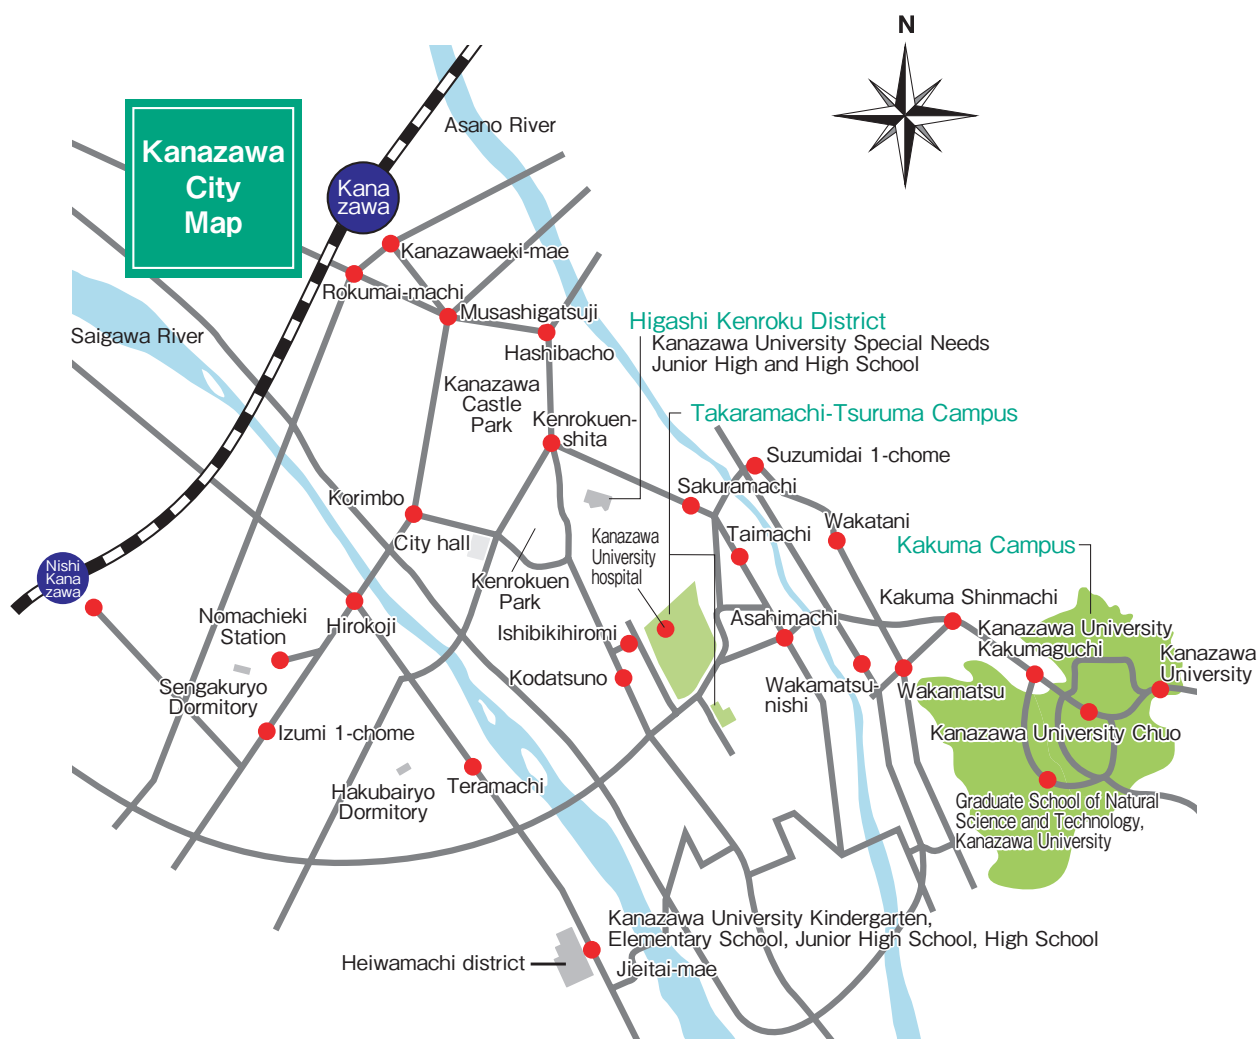 N
Kanazawa
City
Map
Asano River
Kana
zawa
Kanazawaeki-mae
Rokumai-machi
Musashigatsuji
Saigawa River
Hashibacho
Higashi Kenroku District
Kanazawa University Special Needs
Junior High and High School
Kanazawa
Castle
Park
Kenrokuen-
shita
Takaramachi-Tsuruma Campus
Suzumidai 1-chome
Sakuramachi
Korimbo
City hall
Kanazawa
University
hospital
Taimachi
Wakatani
Kakuma Campus
Nishi
Kana
zawa
Kenrokuen
Park
Nomachieki
Station
Hirokoji
Ishibikihiromi
Asahimachi
Kakuma Shinmachi
Kanazawa University
Kakumaguchi
Kanazawa
University
Sengakuryo
Dormitory
Kodatsuno
Wakamatsu-
nishi
Wakamatsu
Izumi 1-chome
Kanazawa University Chuo
Teramachi
Hakubairyo
Dormitory
Graduate School of Natural
Science and Technology,
Kanazawa University
Kanazawa University Kindergarten,
Elementary School, Junior High School, High School
Heiwamachi district
Jieitai-mae